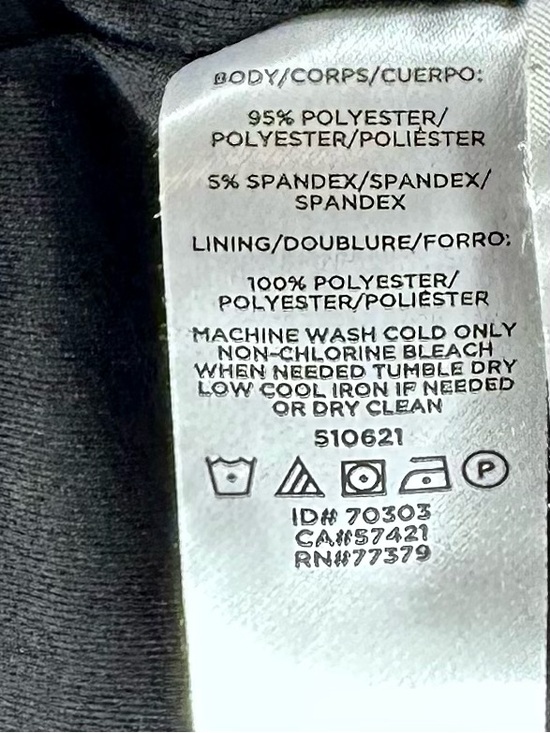 BODY/CORPS/CUERPO:
95% POLYESTER/
POLYESTER/POLIÉSTER
5% SPANDEX/SPANDEX/
SPANDEX
LINING/DOUBLURE/FORRO:
100% POLYESTER/
POLYESTER/POLIÉSTER
MACHINE WASH COLD ONLY
NON-CHLORINE BLEACH
WHEN NEEDED TUMBLE DRY
LOW COOL IRON IF NEEDED
OR DRY CLEAN
510621
P
ID# 70303
CA#57421
RN#77379